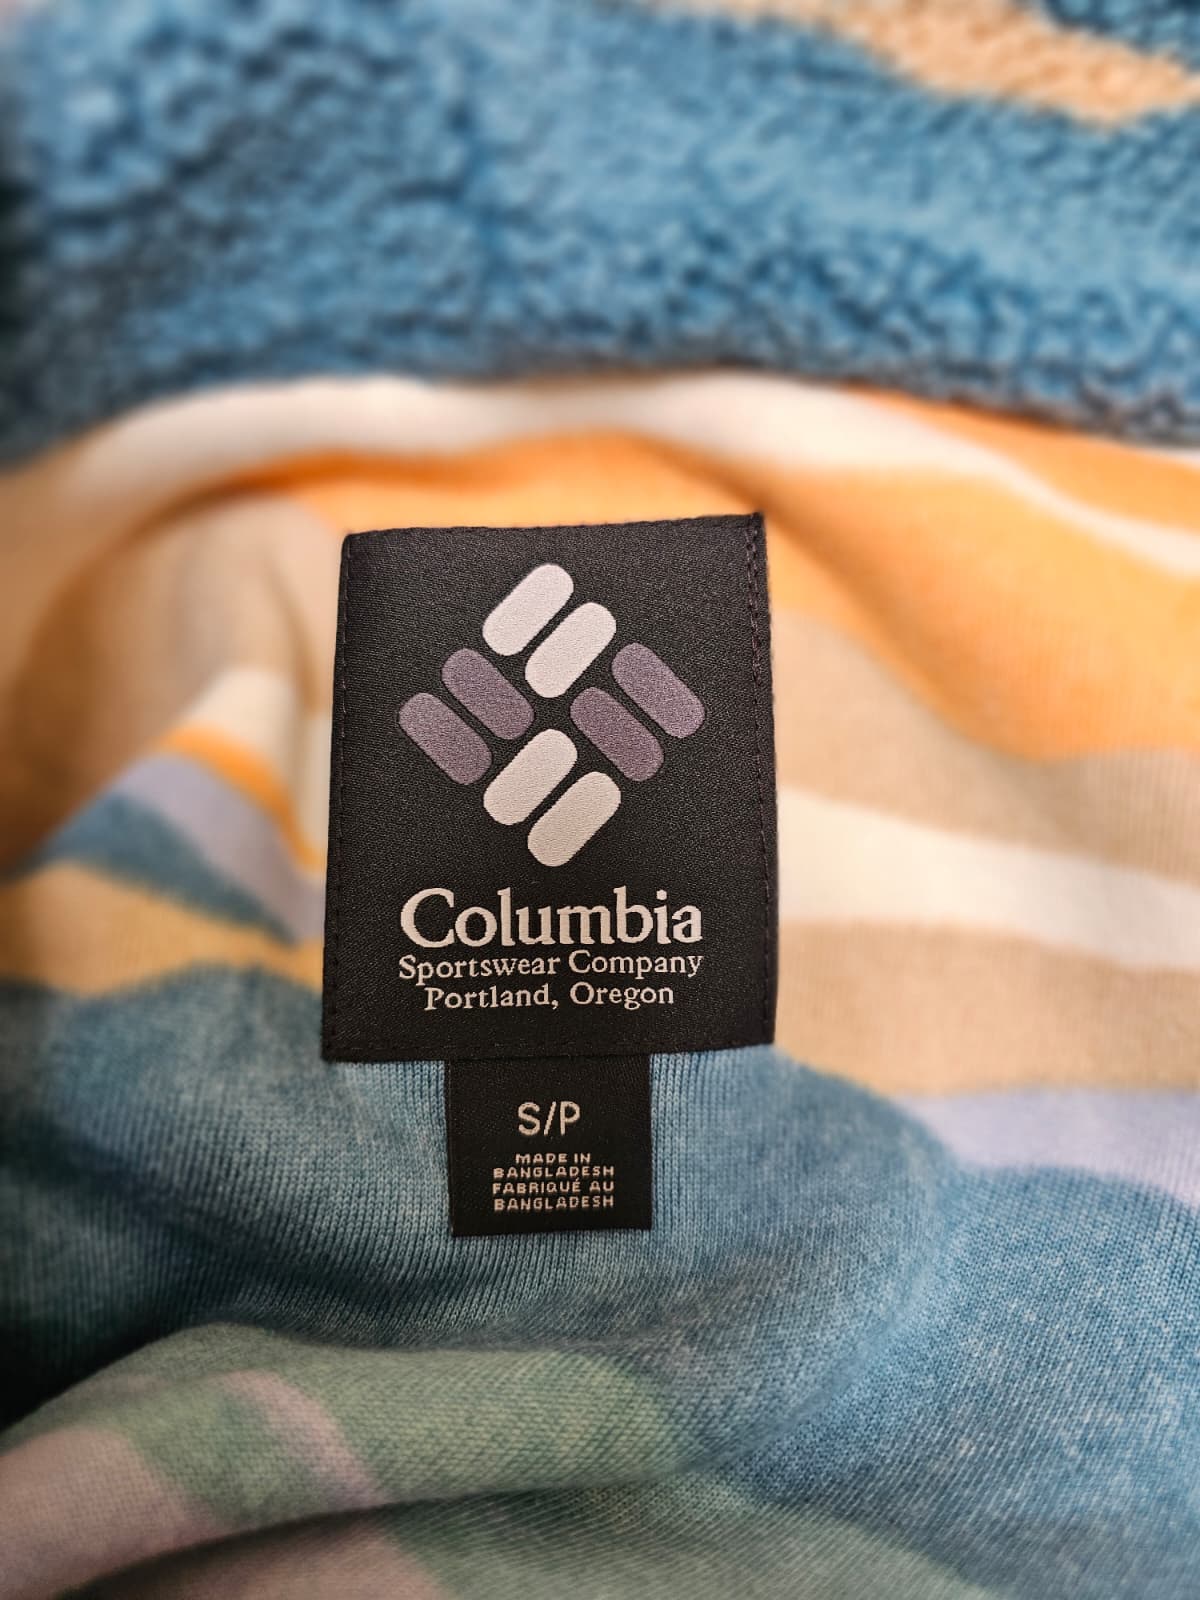 Columbia
Sportswear Company
Portland, Oregon
S/P
MADE IN
BANGLADESH
FABRIQUÉ AU
BANGLADESH